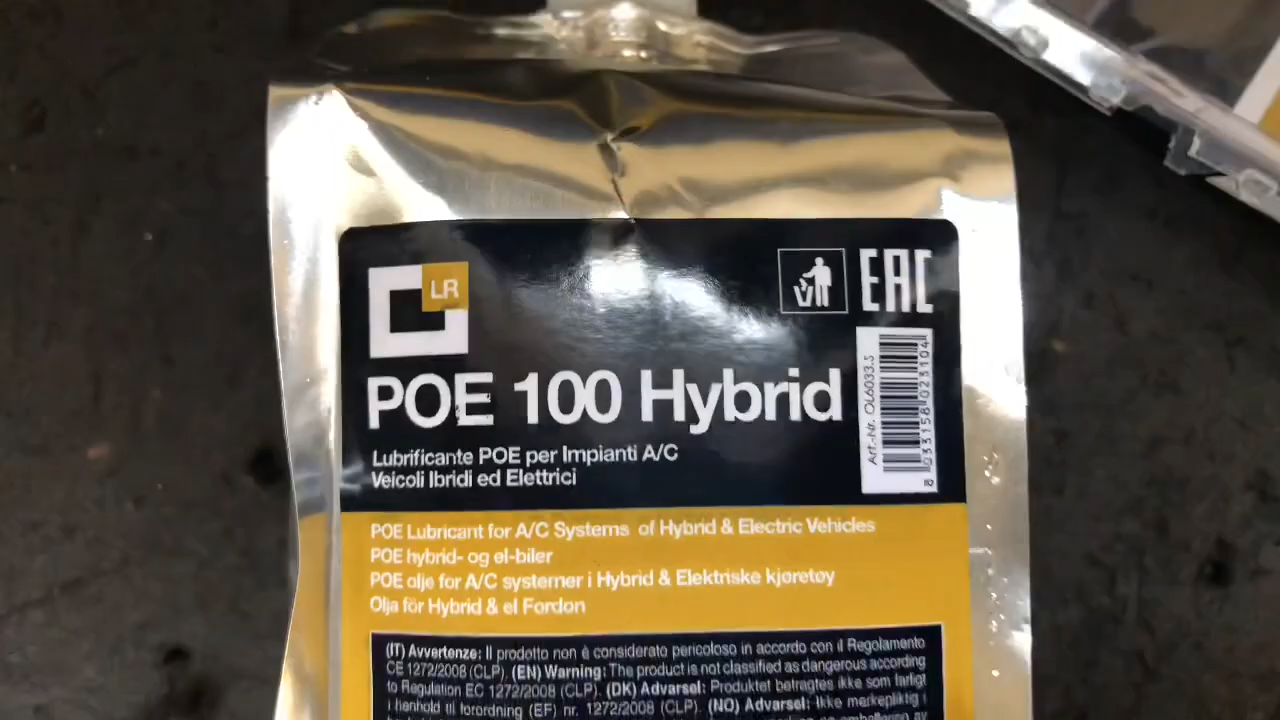 LR
EAC
POE 100 Hybrid
Art.-Nr. OL6033.3
8 033158 023104
Lubrificante POE per Impianti A/C
Veicoli Ibridi ed Elettrici
POE Lubricant for A/C Systems of Hybrid & Electric Vehicles
POE hybrid- og el-biler
POE olje for A/C systemer i Hybrid & Elektriske kjøretøy
Olja för Hybrid & el Fordon
(IT) Avvertenze: Il prodotto non è considerato pericoloso in accordo con il Regolamento
CE 1272/2008 (CLP). (EN) Warning: The product is not classified as dangerous according
to Regulation EC 1272/2008 (CLP). (DK) Advarsel: Produktet betragtes ikke som farligt
i henhold til forordning (EF) nr. 1272/2008 (CLP). (NO) Advarsel: Ikke merkepliktig i